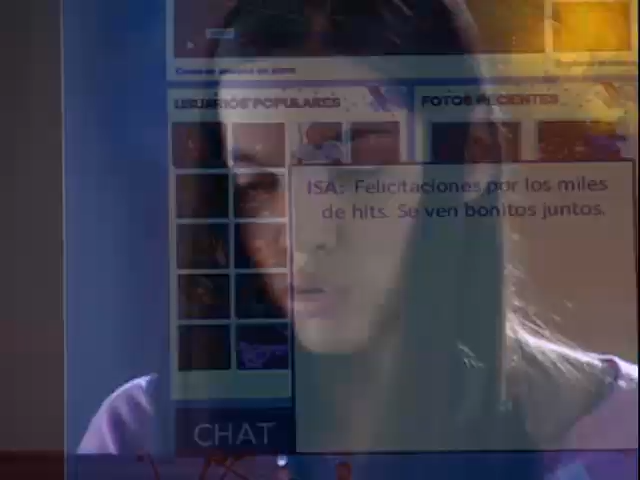 USUARIOS POPULARES
FOTOS RECIENTES
ISA: Felicitaciones por los miles
de hits. Se ven bonitos juntos.
CHAT